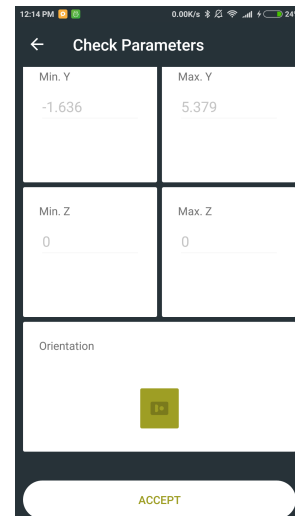 12:14 PM 0.00K/s 24%
Check Parameters
Min. Y Max. Y
-1.636 5.379
Min. Z Max. Z
0 0
Orientation
ACCEPT